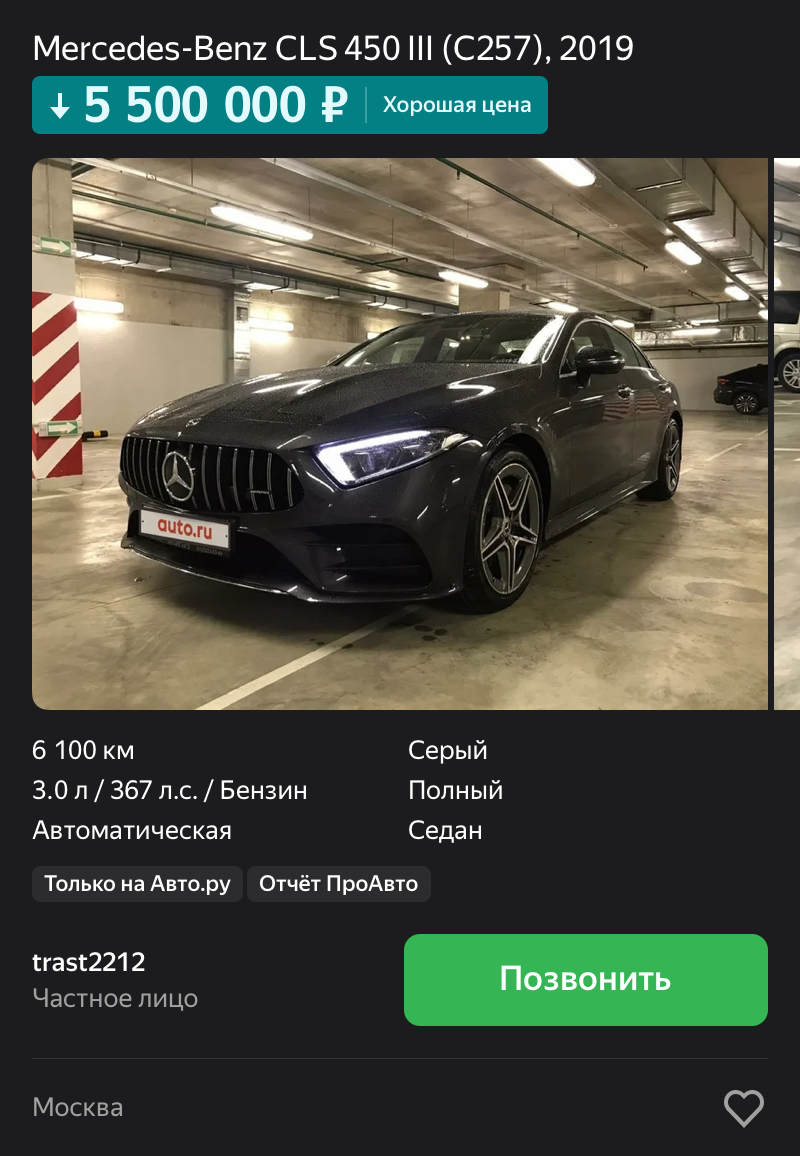 Mercedes-Benz CLS 450 III (C257), 2019
↓ 5 500 000 ₽ Хорошая цена
auto.ru
6 100 км
Серый
3.0 л / 367 л.с. / Бензин
Полный
Автоматическая
Седан
Только на Авто.ру
Отчёт ПроАвто
trast2212
Частное лицо
Позвонить
Москва